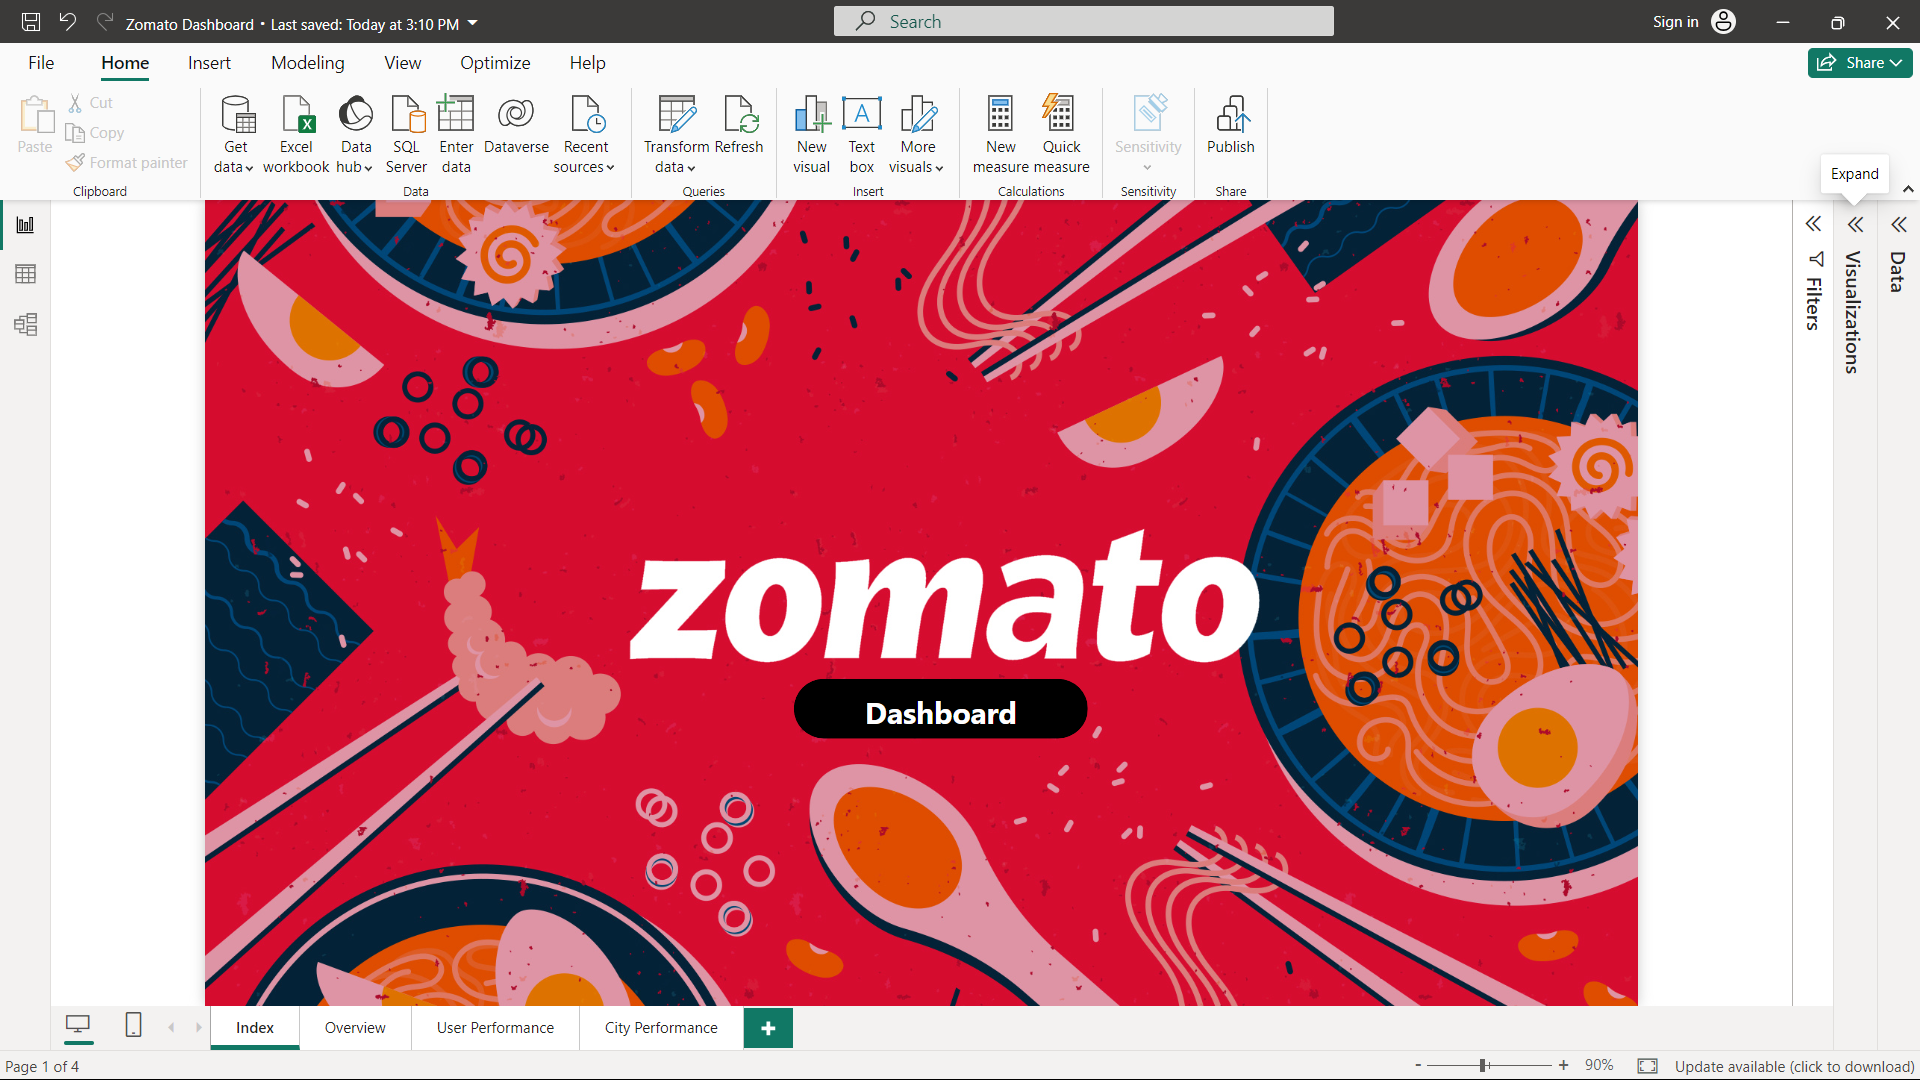 Zomato Dashboard • Last saved: Today at 3:10 PM
Search
Sign in
File
Home
Insert
Modeling
View
Optimize
Help
Share
Paste
Cut
Copy
Format painter
Clipboard
Get data
Excel workbook
Data hub
SQL Server
Enter data
Dataverse
Recent sources
Data
Transform data
Refresh
Queries
New visual
Text box
More visuals
Insert
New measure
Quick measure
Calculations
Sensitivity
Sensitivity
Publish
Share
Expand
Filters
Visualizations
Data
zomato
Dashboard
Index
Overview
User Performance
City Performance
Page 1 of 4
90%
Update available (click to download)